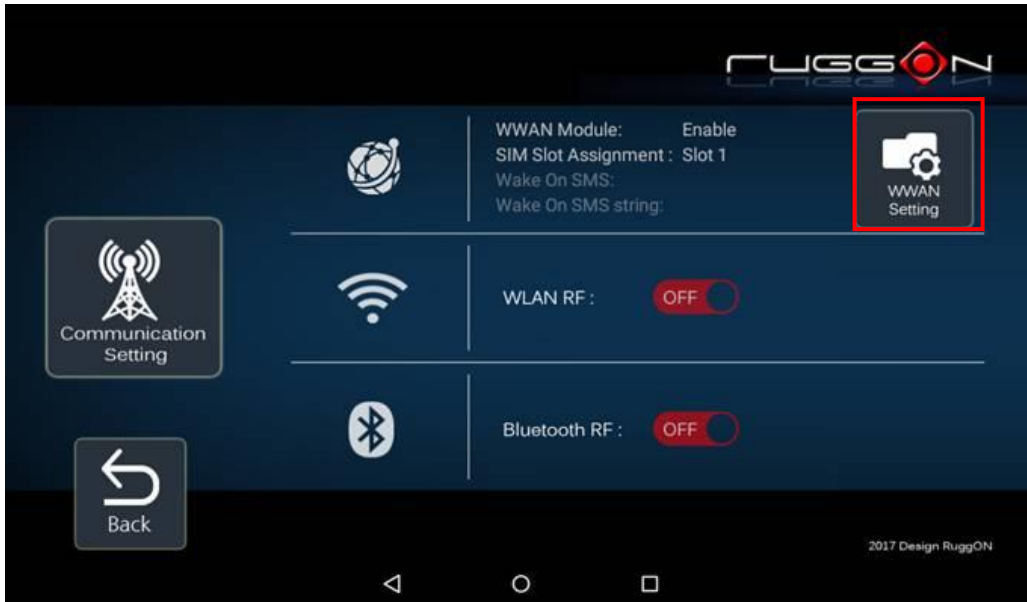 ruggON
WWAN Module: Enable
SIM Slot Assignment : Slot 1
Wake On SMS:
Wake On SMS string:
WWAN
Setting
Communication
Setting
WLAN RF : OFF
Bluetooth RF : OFF
Back
2017 Design RuggON